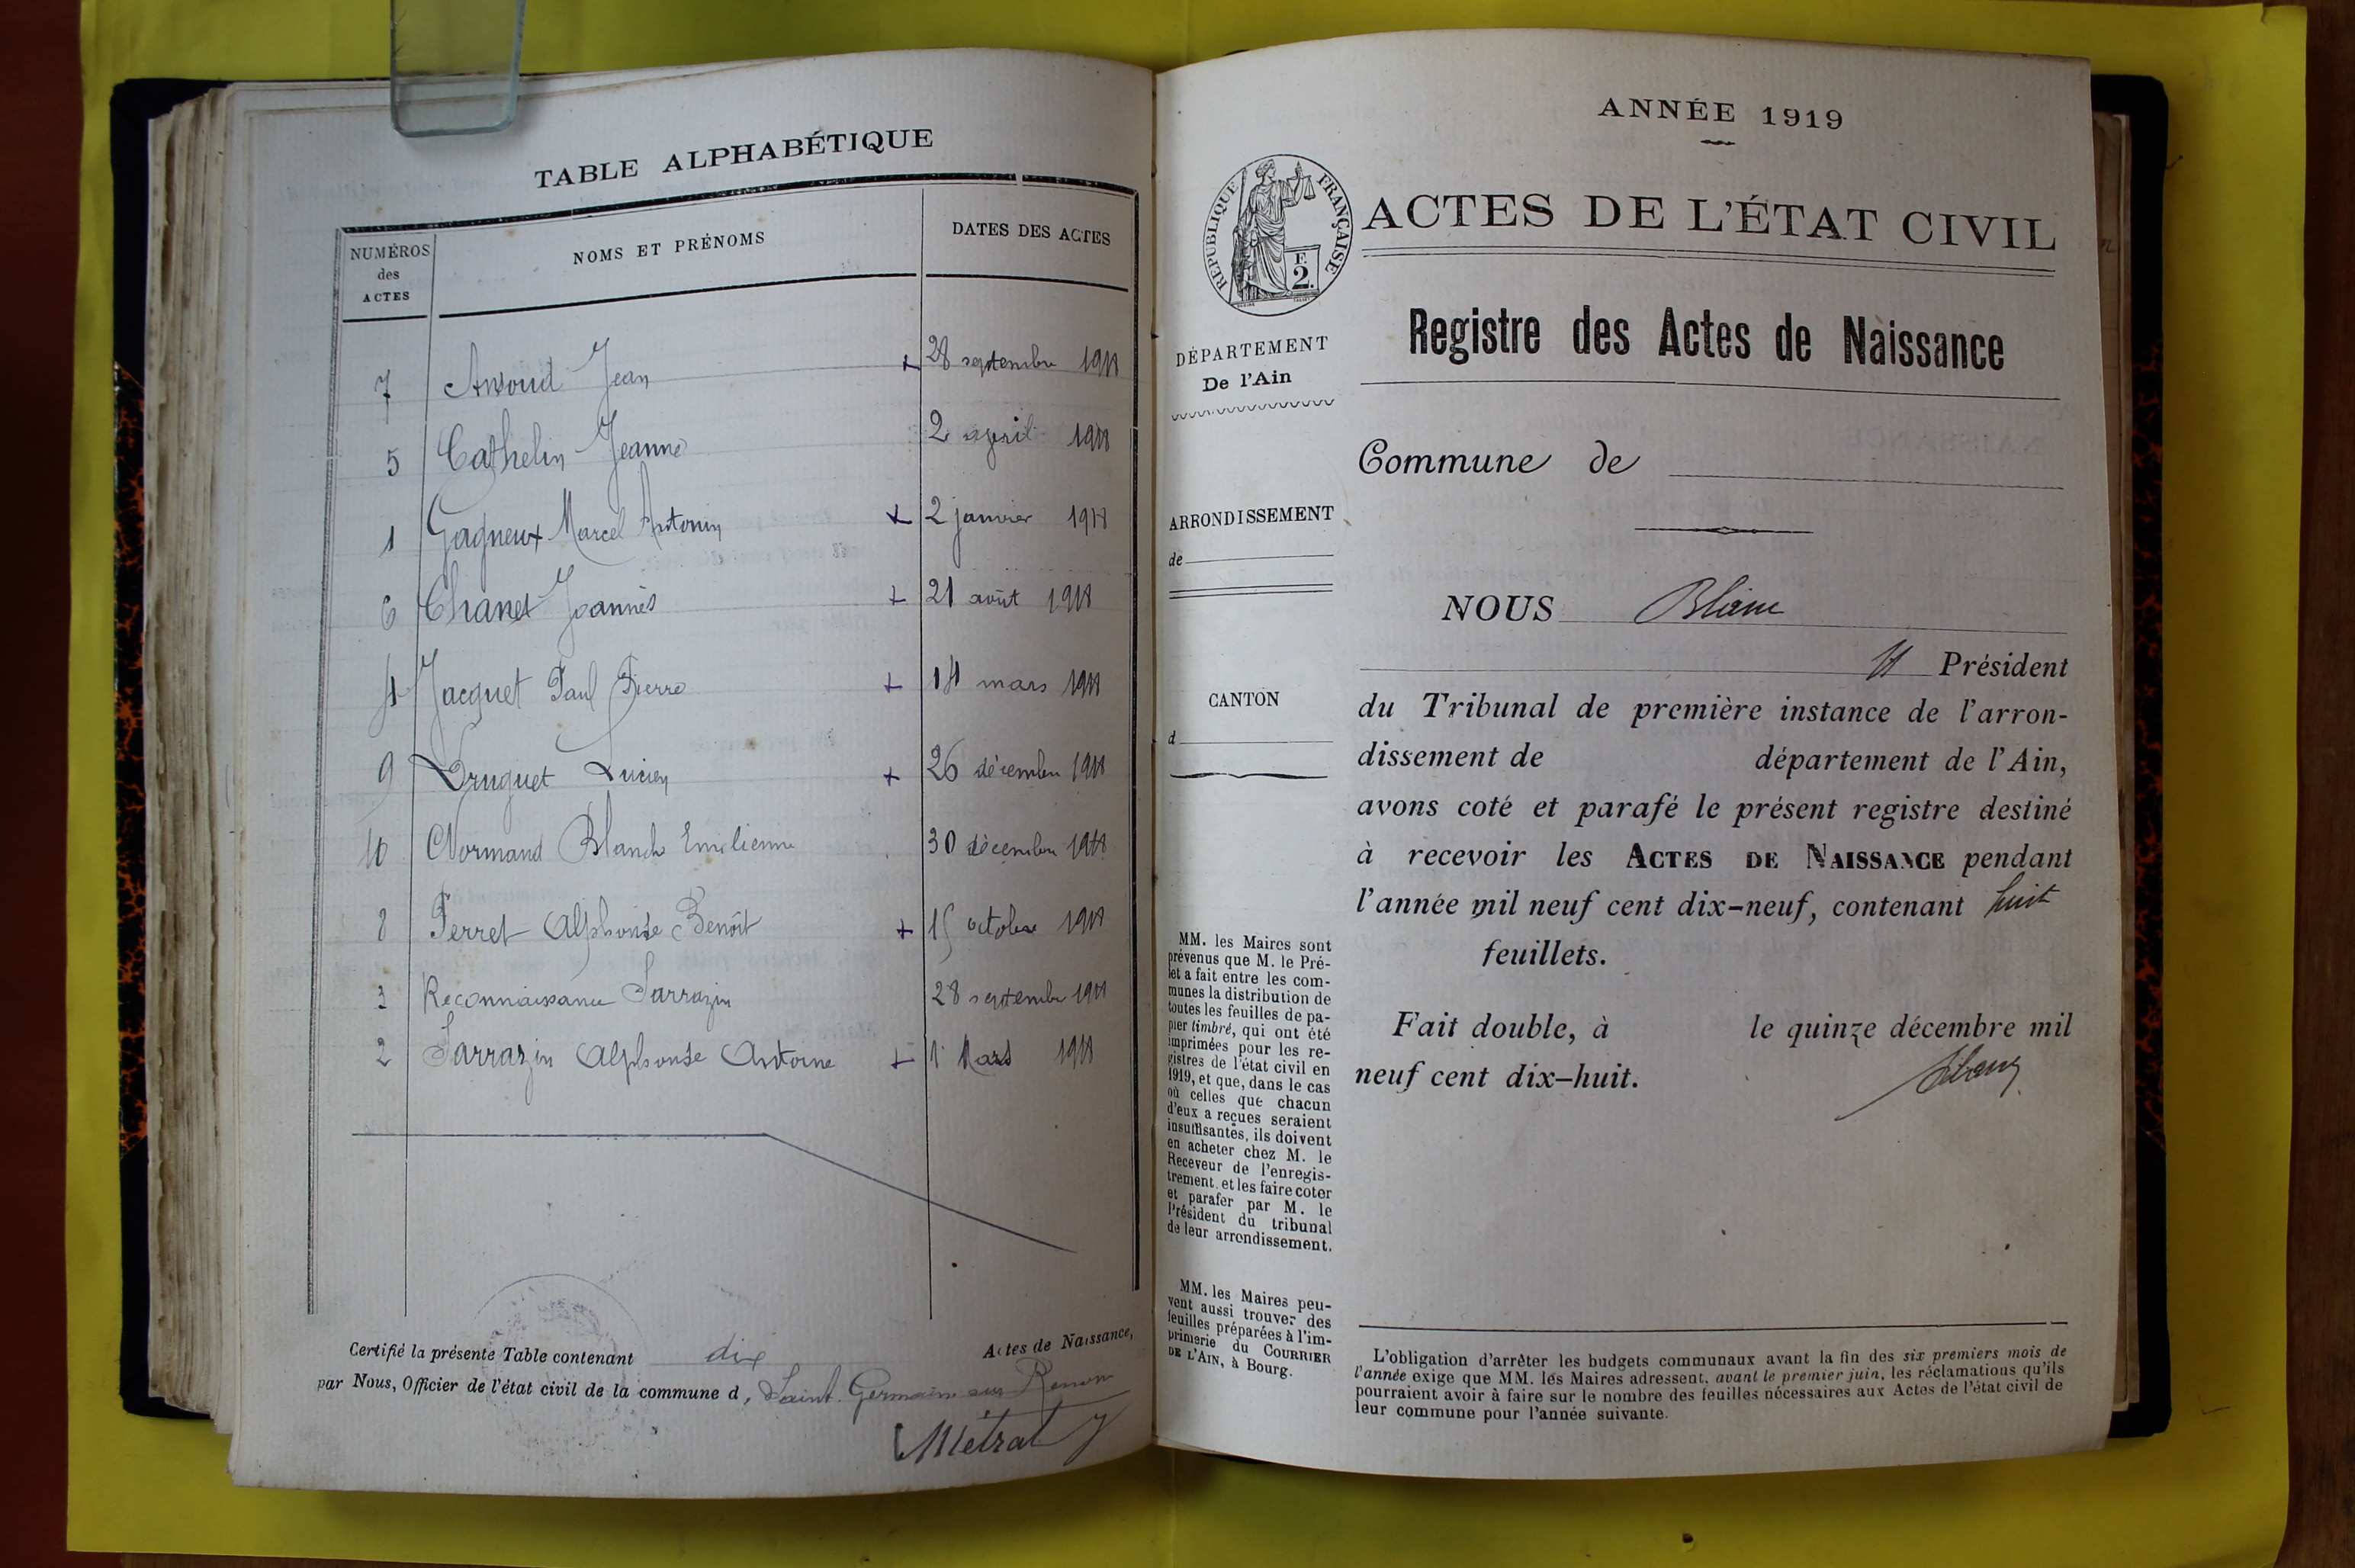 TABLE ALPHABÉTIQUE
NUMÉROS des ACTES
NOMS ET PRÉNOMS
DATES DES ACTES
7 Anvoud Jean + 28 septembre 1918
5 Cathelin Jeanne 2 avril 1918
1 Gagneux Marcel Antonin + 2 janvier 1918
6 Chanel Joannès + 21 août 1918
4 Jacquet Paul Pierre + 14 mars 1918
9 Druguet Lucien + 26 décembre 1918
10 Normand Blanche Emilienne 30 décembre 1918
8 Perret Alphonse Benoît + 15 octobre 1918
3 Reconnaissance Sarrazin 28 septembre 1918
2 Sarrazin Alphonse Antoine + 1 Mars 1918
Certifié la présente Table contenant dix Actes de Naissance,
par Nous, Officier de l'état civil de la commune d, Saint Germain sur Renon
Métrat
ANNÉE 1919
RÉPUBLIQUE FRANÇAISE
F.
2.
ACTES DE L'ÉTAT CIVIL
Registre des Actes de Naissance
DÉPARTEMENT
De l'Ain
Commune de
ARRONDISSEMENT
de
CANTON
d
NOUS Blanc
Président
du Tribunal de première instance de l'arron-
dissement de département de l'Ain,
avons coté et parafé le présent registre destiné
à recevoir les ACTES DE NAISSANCE pendant
l'année mil neuf cent dix-neuf, contenant huit
feuillets.
Fait double, à le quinze décembre mil
neuf cent dix-huit.
Blanc
MM. les Maires sont
prévenus que M. le Pré-
fet a fait entre les com-
munes la distribution de
toutes les feuilles de pa-
pier timbré, qui ont été
imprimées pour les re-
gistres de l'état civil en
1919, et que, dans le cas
où celles que chacun
d'eux a reçues seraient
insuffisantes, ils doivent
en acheter chez M. le
Receveur de l'enregis-
trement, et les faire coter
et parafer par M. le
Président du tribunal
de leur arrondissement.
MM. les Maires peu-
vent aussi trouver des
feuilles préparées à l'im-
primerie du COURRIER
DE L'AIN, à Bourg.
L'obligation d'arrêter les budgets communaux avant la fin des six premiers mois de
l'année exige que MM. les Maires adressent, avant le premier juin, les réclamations qu'ils
pourraient avoir à faire sur le nombre des feuilles nécessaires aux Actes de l'état civil de
leur commune pour l'année suivante.